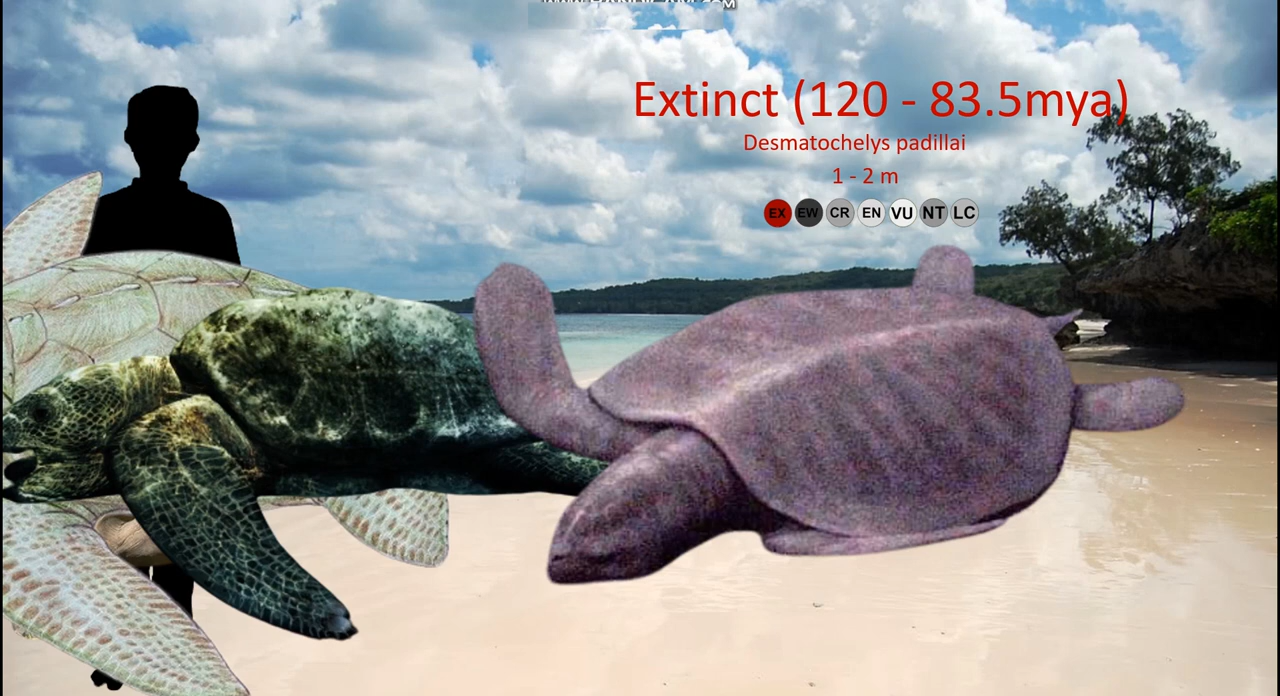 Extinct (120 - 83.5mya)
Desmatochelys padillai
1 - 2 m
EX EW CR EN VU NT LC